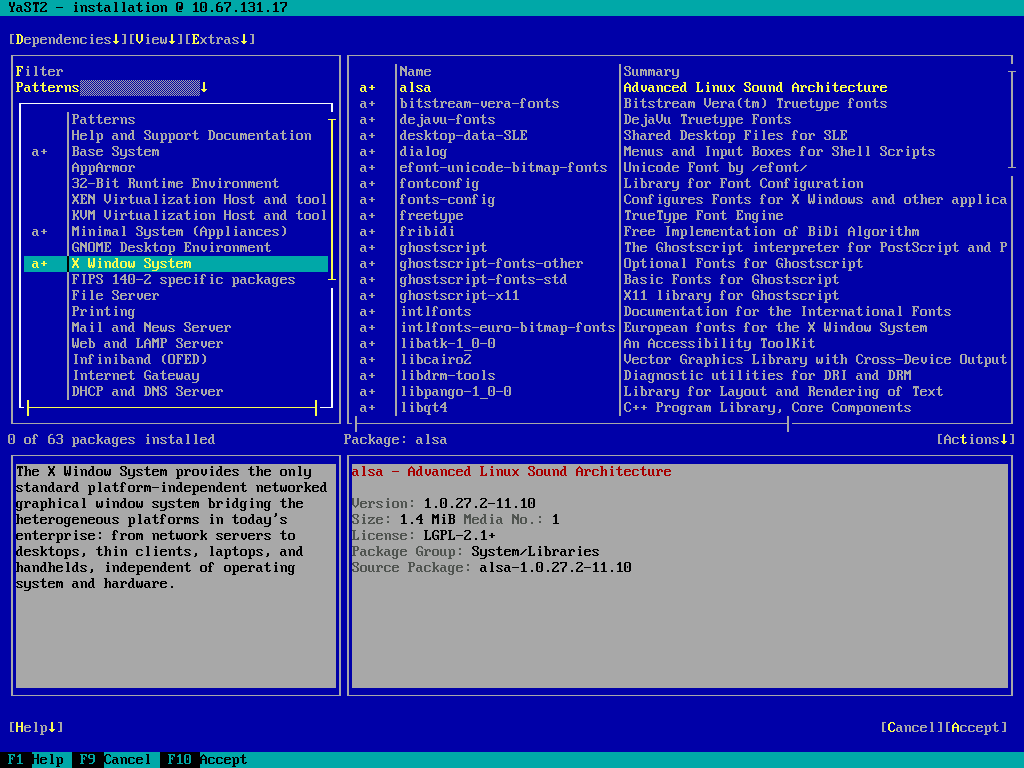 YaST2 - installation @ 10.67.131.17
[Dependencies↓][View↓][Extras↓]
Filter
Patterns ↓
Patterns
Help and Support Documentation
a+ Base System
AppArmor
32-Bit Runtime Environment
XEN Virtualization Host and tool
KVM Virtualization Host and tool
a+ Minimal System (Appliances)
GNOME Desktop Environment
a+ X Window System
FIPS 140-2 specific packages
File Server
Printing
Mail and News Server
Web and LAMP Server
Infiniband (OFED)
Internet Gateway
DHCP and DNS Server
Name Summary
a+ alsa Advanced Linux Sound Architecture
a+ bitstream-vera-fonts Bitstream Vera(tm) Truetype fonts
a+ dejavu-fonts DejaVu Truetype Fonts
a+ desktop-data-SLE Shared Desktop Files for SLE
a+ dialog Menus and Input Boxes for Shell Scripts
a+ efont-unicode-bitmap-fonts Unicode Font by /efont/
a+ fontconfig Library for Font Configuration
a+ fonts-config Configures Fonts for X Windows and other applica
a+ freetype TrueType Font Engine
a+ fribidi Free Implementation of BiDi Algorithm
a+ ghostscript The Ghostscript interpreter for PostScript and P
a+ ghostscript-fonts-other Optional Fonts for Ghostscript
a+ ghostscript-fonts-std Basic Fonts for Ghostscript
a+ ghostscript-x11 X11 library for Ghostscript
a+ intlfonts Documentation for the International Fonts
a+ intlfonts-euro-bitmap-fonts European fonts for the X Window System
a+ libatk-1_0-0 An Accessibility ToolKit
a+ libcairo2 Vector Graphics Library with Cross-Device Output
a+ libdrm-tools Diagnostic utilities for DRI and DRM
a+ libpango-1_0-0 Library for Layout and Rendering of Text
a+ libqt4 C++ Program Library, Core Components
0 of 63 packages installed
Package: alsa [Actions↓]
The X Window System provides the only
standard platform-independent networked
graphical window system bridging the
heterogeneous platforms in today's
enterprise: from network servers to
desktops, thin clients, laptops, and
handhelds, independent of operating
system and hardware.
alsa - Advanced Linux Sound Architecture
Version: 1.0.27.2-11.10
Size: 1.4 MiB Media No.: 1
License: LGPL-2.1+
Package Group: System/Libraries
Source Package: alsa-1.0.27.2-11.10
[Help↓] [Cancel][Accept]
F1 Help F9 Cancel F10 Accept